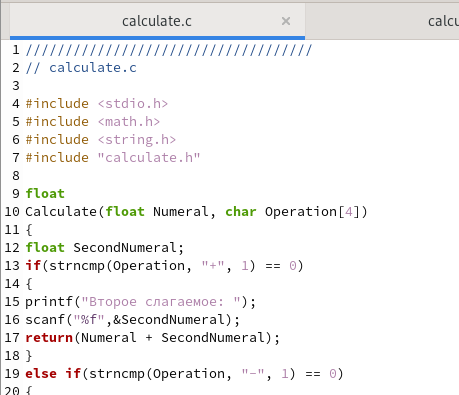 calculate.c × calcu
1 ////////////////////////////////////
2 // calculate.c
3
4 #include <stdio.h>
5 #include <math.h>
6 #include <string.h>
7 #include "calculate.h"
8
9 float
10 Calculate(float Numeral, char Operation[4])
11 {
12 float SecondNumeral;
13 if(strncmp(Operation, "+", 1) == 0)
14 {
15 printf("Второе слагаемое: ");
16 scanf("%f",&SecondNumeral);
17 return(Numeral + SecondNumeral);
18 }
19 else if(strncmp(Operation, "-", 1) == 0)
20 {